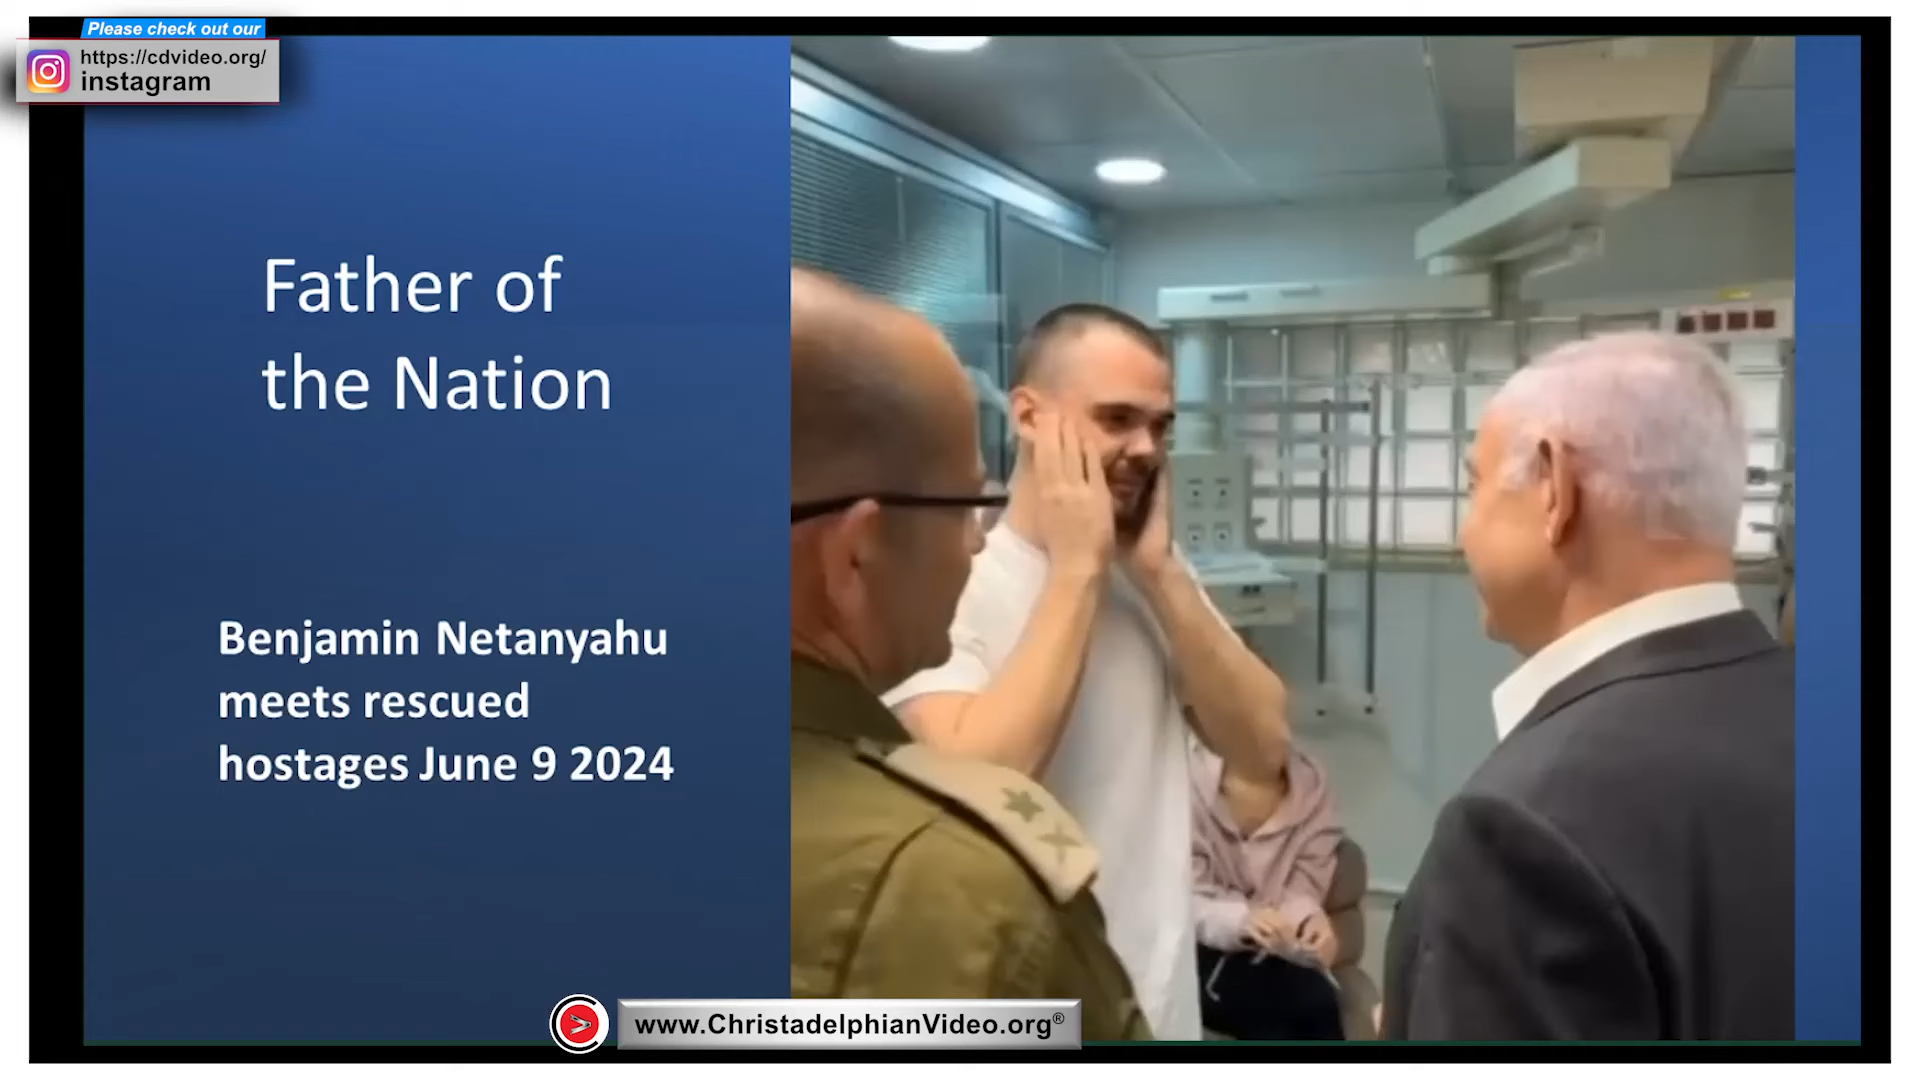 Please check out our
https://cdvideo.org/
instagram
Father of
the Nation
Benjamin Netanyahu
meets rescued
hostages June 9 2024
www.ChristadelphianVideo.org®